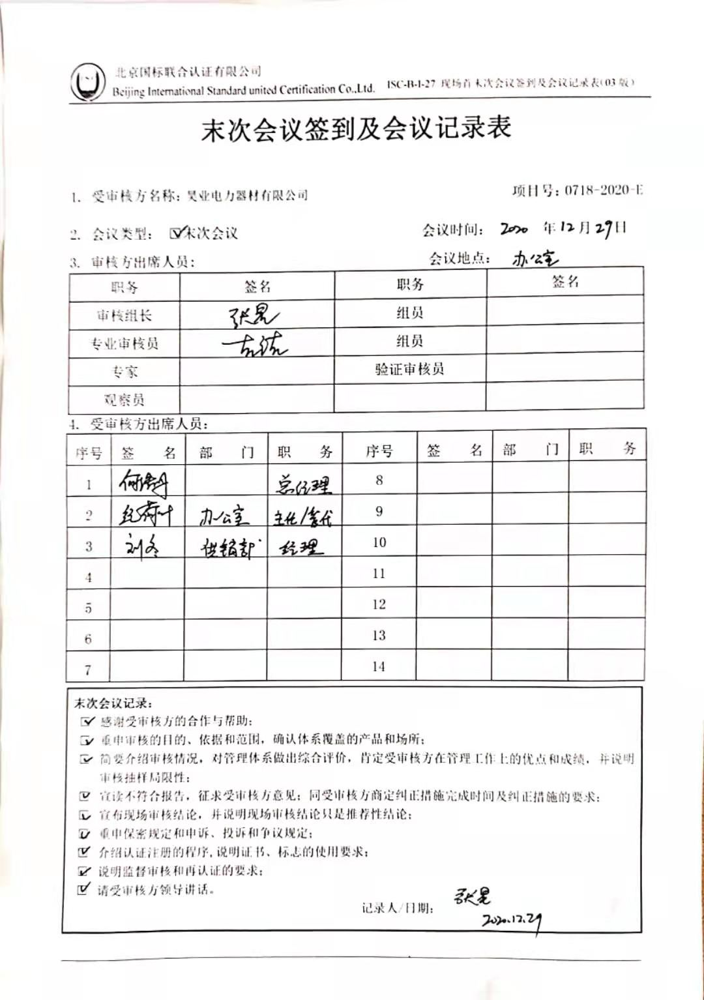 北京国标联合认证有限公司
Beijing International Standard united Certification Co.,Ltd.
ISC-B-I-27 现场首末次会议签到及会议记录表(03版)
末次会议签到及会议记录表
1. 受审核方名称：昊业电力器材有限公司 项目号：0718-2020-E
2. 会议类型： ☑末次会议 会议时间： 2020 年12月29日
3. 审核方出席人员： 会议地点： 办公室
职务 签名 职务 签名
审核组长 张昆 组员
专业审核员 组员
专家 验证审核员
观察员
4. 受审核方出席人员：
序号 签 名 部 门 职 务 序号 签 名 部 门 职 务
1 总经理 8
2 办公室 主任/管代 9
3 刘冬 供销部 经理 10
4 11
5 12
6 13
7 14
末次会议记录：
☑ 感谢受审核方的合作与帮助；
☑ 重申审核的目的、依据和范围，确认体系覆盖的产品和场所；
☑ 简要介绍审核情况，对管理体系做出综合评价，肯定受审核方在管理工作上的优点和成绩，并说明
审核抽样局限性；
☑ 宣读不符合报告，征求受审核方意见；同受审核方商定纠正措施完成时间及纠正措施的要求；
☑ 宣布现场审核结论，并说明现场审核结论只是推荐性结论；
☑ 重申保密规定和申诉、投诉和争议规定；
☑ 介绍认证注册的程序,说明证书、标志的使用要求；
☑ 说明监督审核和再认证的要求；
☑ 请受审核方领导讲话。
记录人/日期： 张昆
2020.12.29